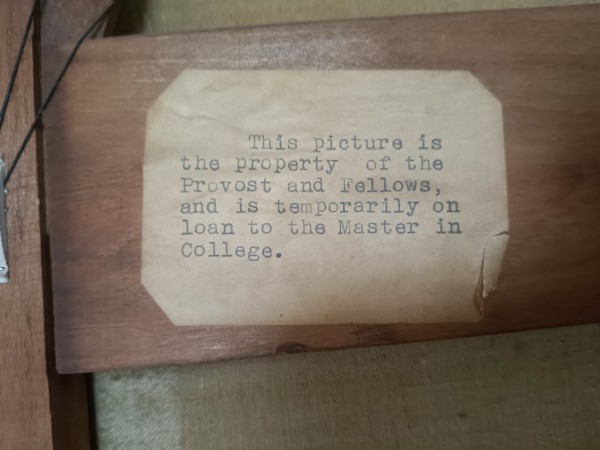 This picture is
the property of the
Provost and Fellows,
and is temporarily on
loan to the Master in
College.